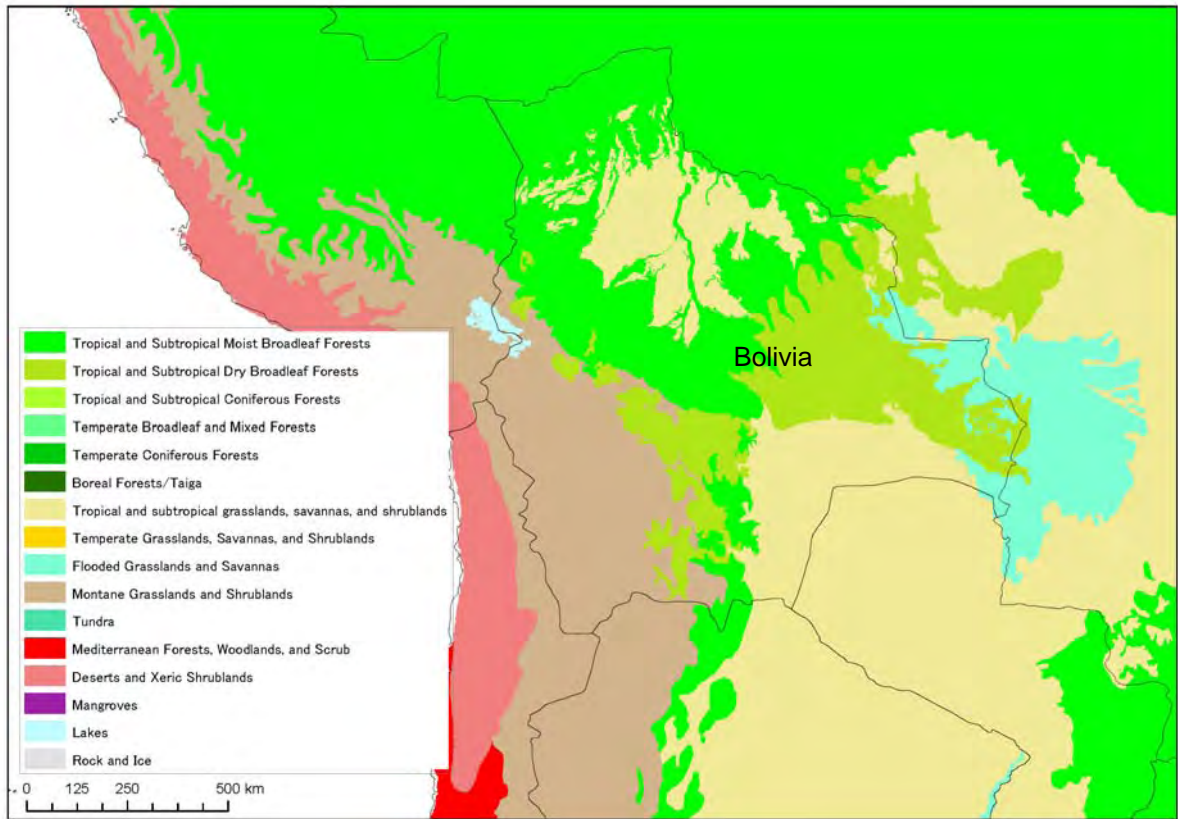 Bolivia
Tropical and Subtropical Moist Broadleaf Forests
Tropical and Subtropical Dry Broadleaf Forests
Tropical and Subtropical Coniferous Forests
Temperate Broadleaf and Mixed Forests
Temperate Coniferous Forests
Boreal Forests/Taiga
Tropical and subtropical grasslands, savannas, and shrublands
Temperate Grasslands, Savannas, and Shrublands
Flooded Grasslands and Savannas
Montane Grasslands and Shrublands
Tundra
Mediterranean Forests, Woodlands, and Scrub
Deserts and Xeric Shrublands
Mangroves
Lakes
Rock and Ice
0 125 250 500 km